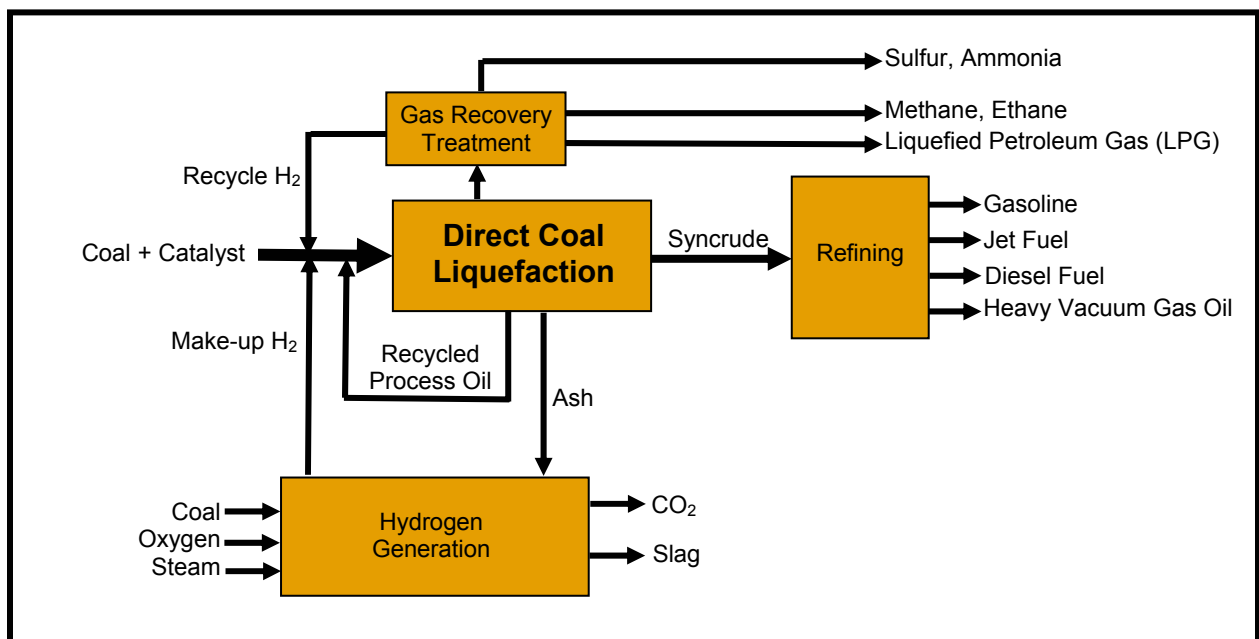 Sulfur, Ammonia
Gas Recovery
Treatment
Methane, Ethane
Liquefied Petroleum Gas (LPG)
Recycle H₂
Coal + Catalyst
Direct Coal
Liquefaction
Syncrude
Refining
Gasoline
Jet Fuel
Diesel Fuel
Heavy Vacuum Gas Oil
Make-up H₂
Recycled
Process Oil
Ash
Coal
Oxygen
Steam
Hydrogen
Generation
CO₂
Slag